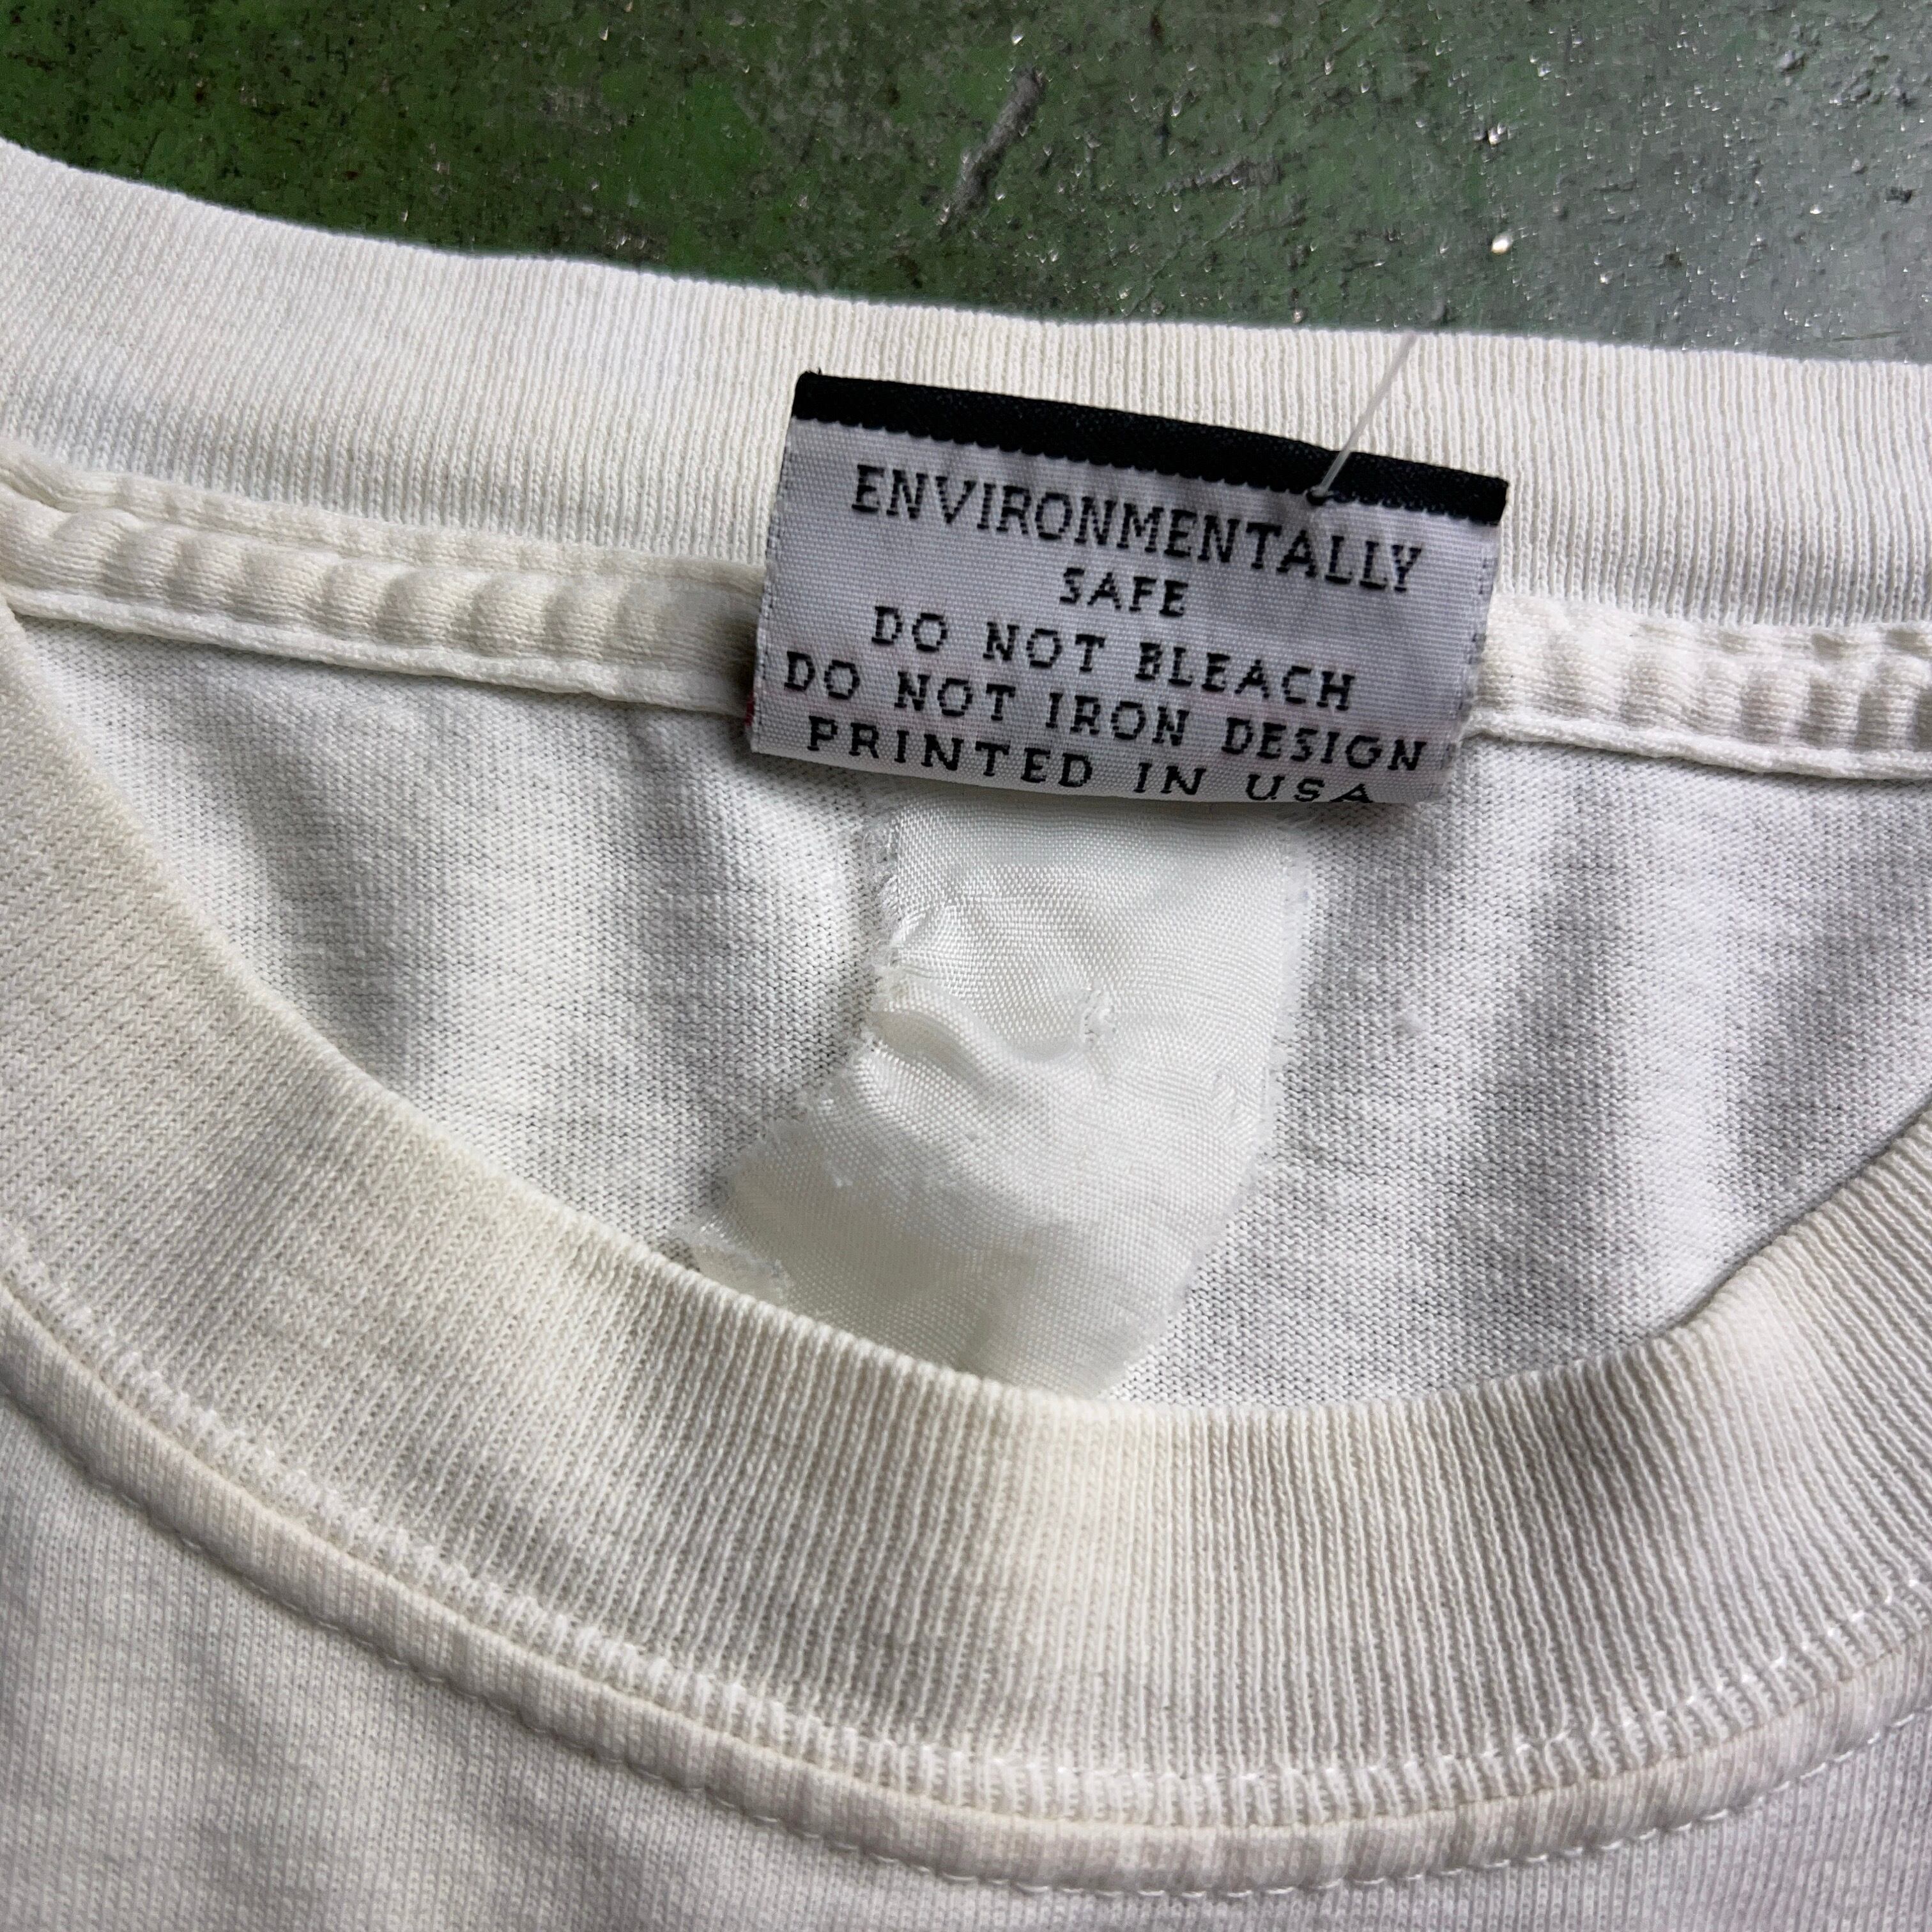 ENVIRONMENTALLY
SAFE
DO NOT BLEACH
DO NOT IRON DESIGN
PRINTED IN USA